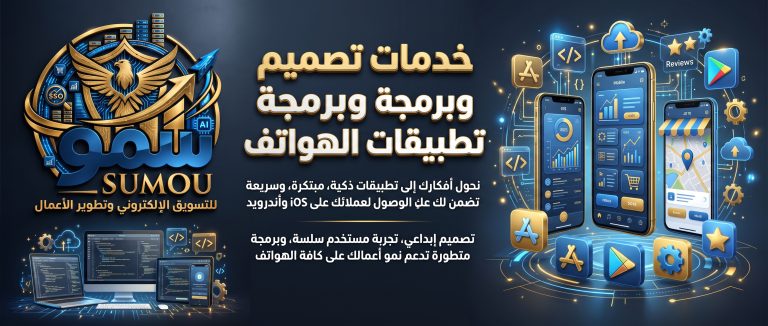 خدمات تصميم
وبرمجة وبرمجة
تطبيقات الهواتف
نحول أفكارك إلى تطبيقات ذكية، مبتكرة، وسريعة
تضمن لك الوصول لعملائك على iOS وأندرويد
تصميم إبداعي، تجربة مستخدم سلسة، وبرمجة
متطورة تدعم نمو أعمالك على كافة الهواتف
SSO
AI
سمو
SUMOU
للتسويق الإلكتروني وتطوير الأعمال
Reviews